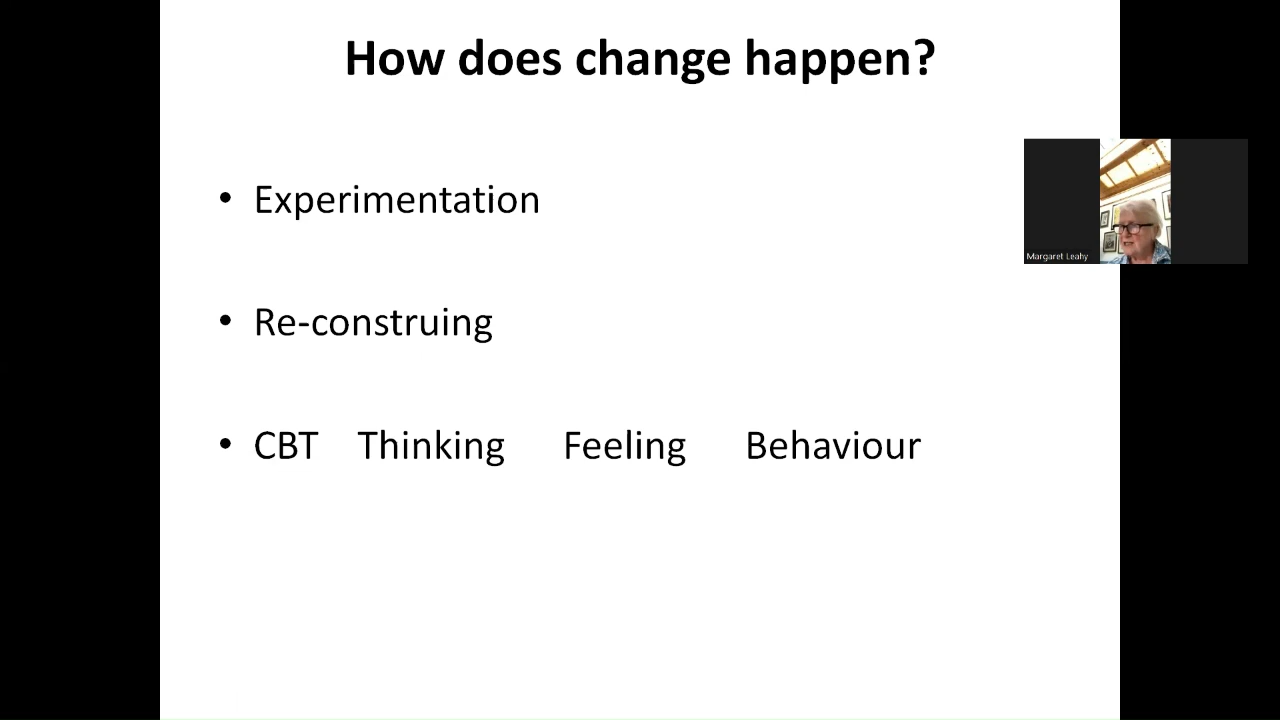 How does change happen?
• Experimentation
• Re-construing
• CBT Thinking Feeling Behaviour
Margaret Leahy